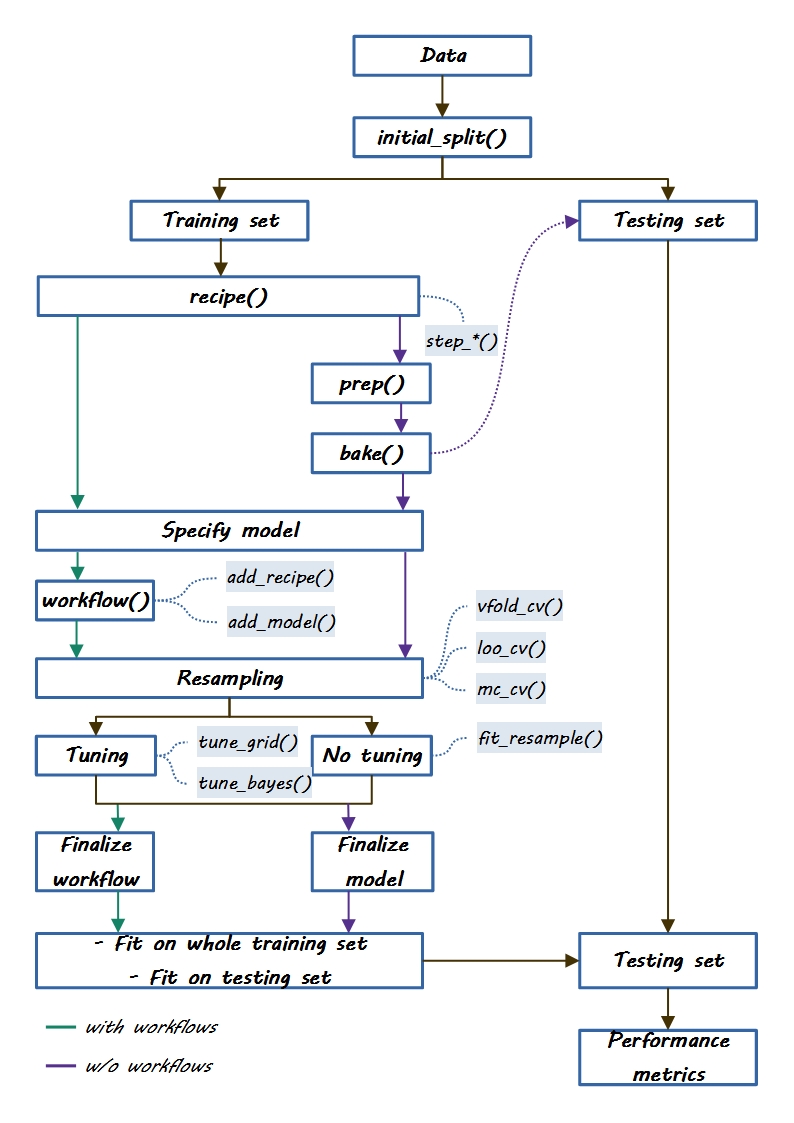 Data
initial_split()
Training set
Testing set
recipe()
step_*()
prep()
bake()
Specify model
workflow()
add_recipe()
add_model()
vfold_cv()
loo_cv()
mc_cv()
Resampling
Tuning
tune_grid()
tune_bayes()
No tuning
fit_resample()
Finalize
workflow
Finalize
model
- Fit on whole training set
- Fit on testing set
Testing set
with workflows
w/o workflows
Performance
metrics